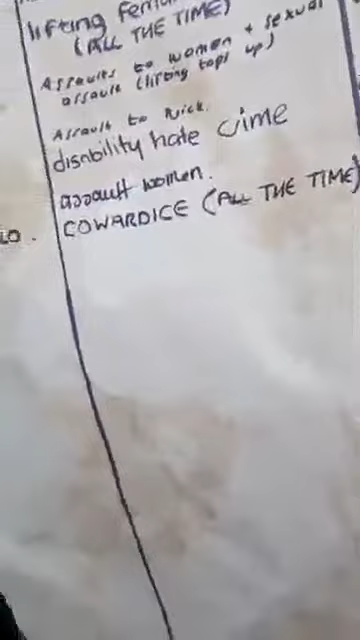 lifting
(ALL THE TIME)
Assaults to women + sexual
assault (lifting tops up)
Assault to
disability hate crime
assault women.
LO. COWARDICE (ALL THE TIME)